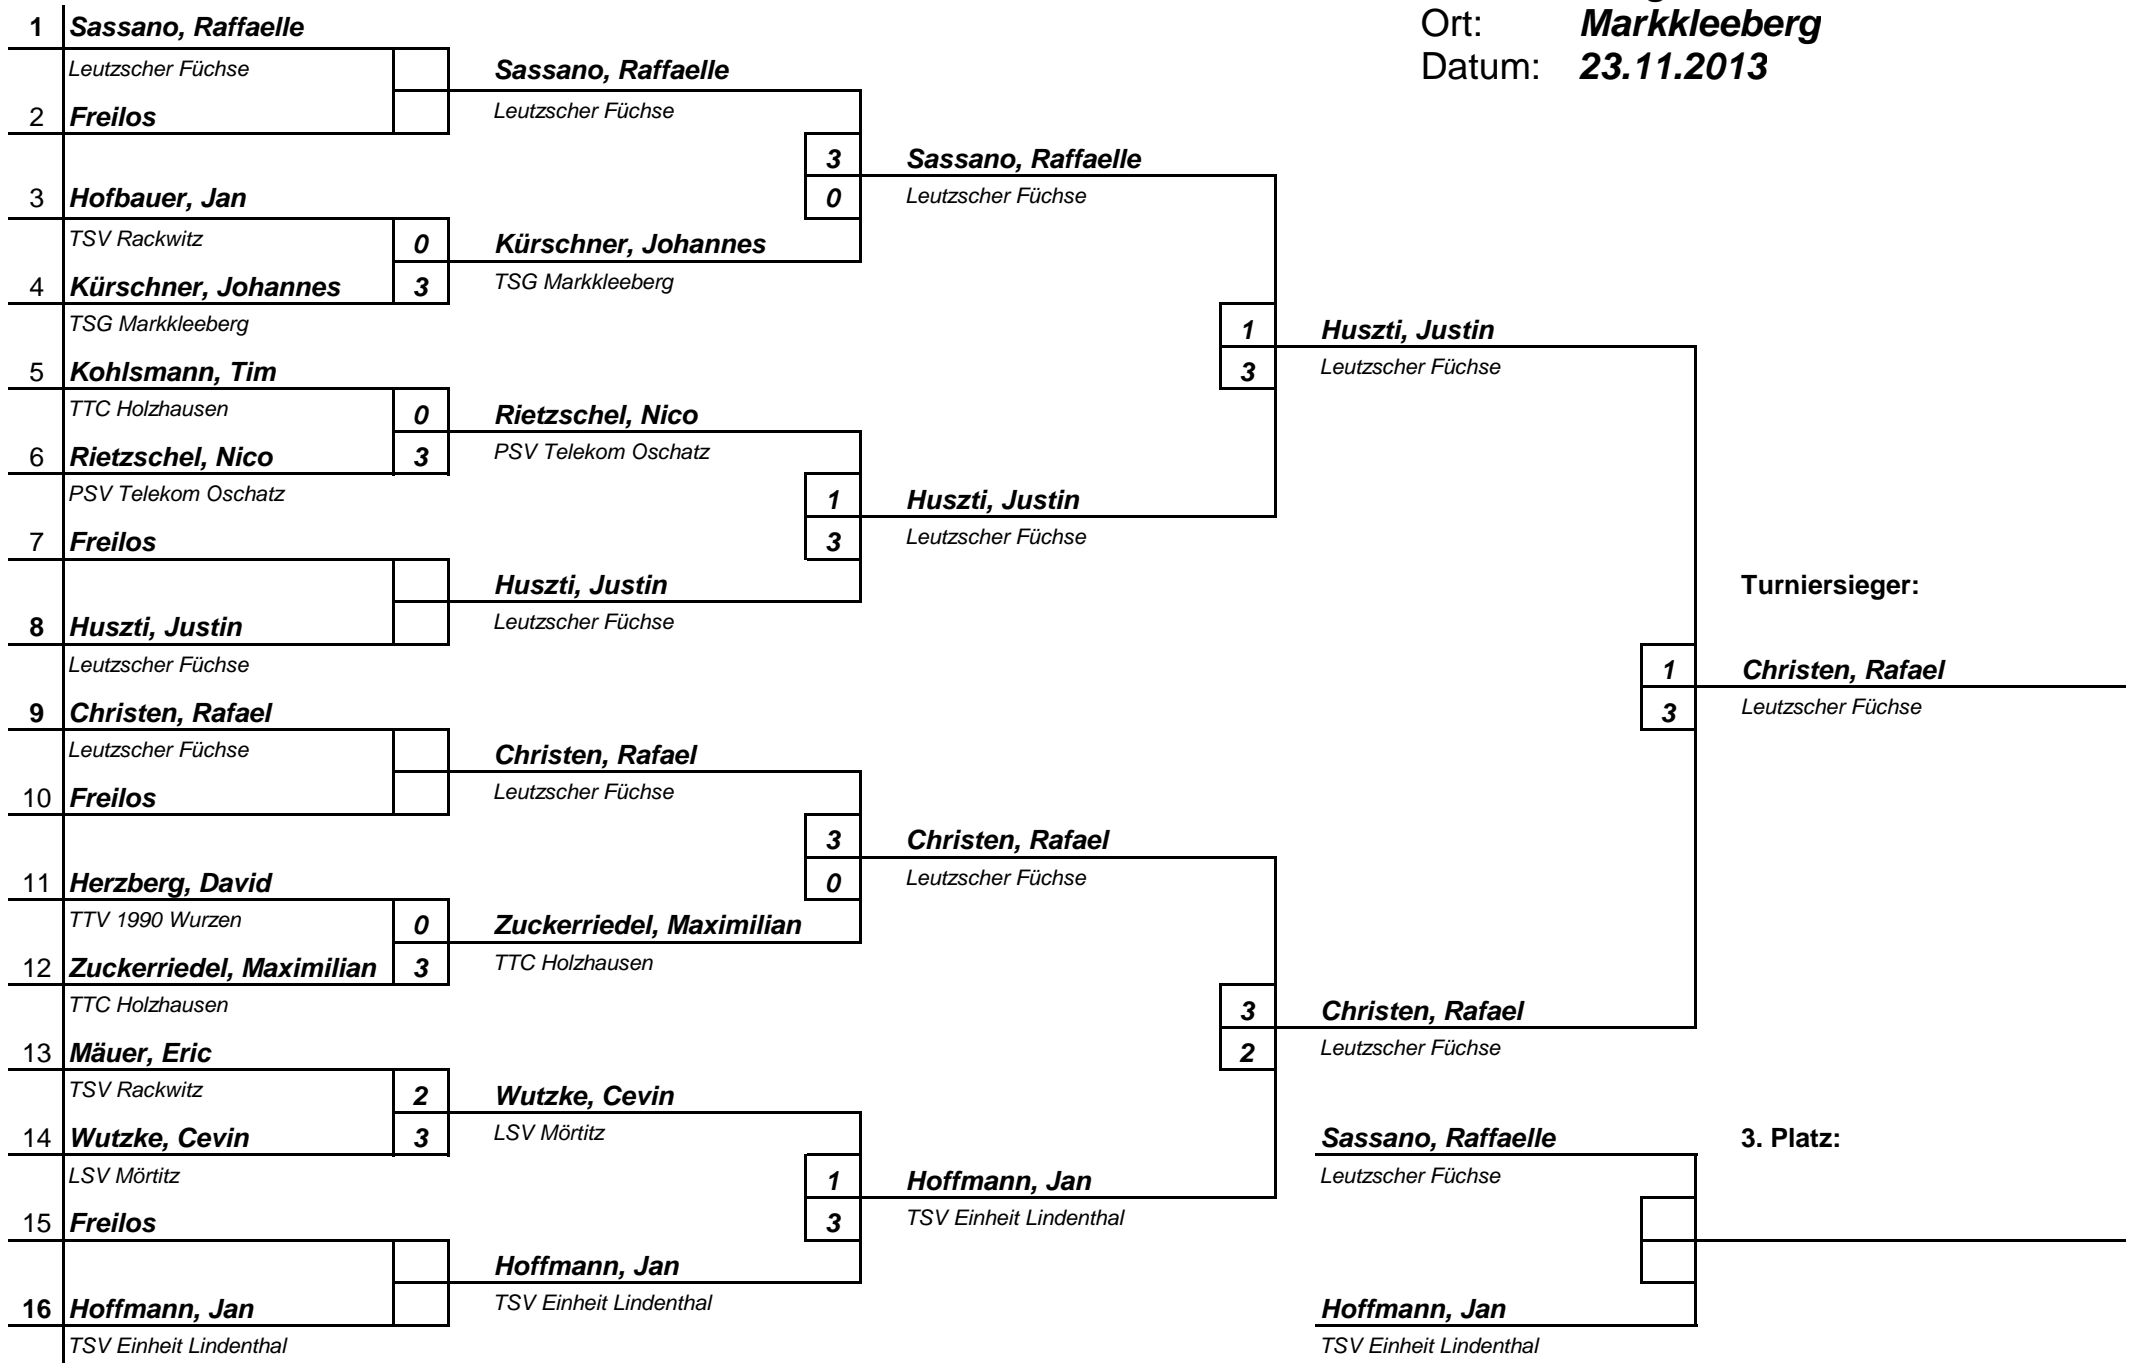 Ort: Markkleeberg
Datum: 23.11.2013
1 Sassano, Raffaelle
Leutzscher Füchse
2 Freilos
3 Hofbauer, Jan
TSV Rackwitz
0
4 Kürschner, Johannes 3
TSG Markkleeberg
5 Kohlsmann, Tim
TTC Holzhausen
0
6 Rietzschel, Nico 3
PSV Telekom Oschatz
7 Freilos
8 Huszti, Justin
Leutzscher Füchse
9 Christen, Rafael
Leutzscher Füchse
10 Freilos
11 Herzberg, David
TTV 1990 Wurzen
0
12 Zuckerriedel, Maximilian 3
TTC Holzhausen
13 Mäuer, Eric
TSV Rackwitz
2
14 Wutzke, Cevin 3
LSV Mörtitz
15 Freilos
16 Hoffmann, Jan
TSV Einheit Lindenthal
Sassano, Raffaelle
Leutzscher Füchse
3
0
Kürschner, Johannes
TSG Markkleeberg
Rietzschel, Nico
PSV Telekom Oschatz
1
3
Huszti, Justin
Leutzscher Füchse
Christen, Rafael
Leutzscher Füchse
3
0
Zuckerriedel, Maximilian
TTC Holzhausen
Wutzke, Cevin
LSV Mörtitz
1
3
Hoffmann, Jan
TSV Einheit Lindenthal
Sassano, Raffaelle
Leutzscher Füchse
1
3
Huszti, Justin
Leutzscher Füchse
Christen, Rafael
Leutzscher Füchse
3
2
Hoffmann, Jan
TSV Einheit Lindenthal
Huszti, Justin
Leutzscher Füchse
1
3
Christen, Rafael
Leutzscher Füchse
Turniersieger:
Christen, Rafael
Leutzscher Füchse
Sassano, Raffaelle
Leutzscher Füchse
3. Platz:
Hoffmann, Jan
TSV Einheit Lindenthal